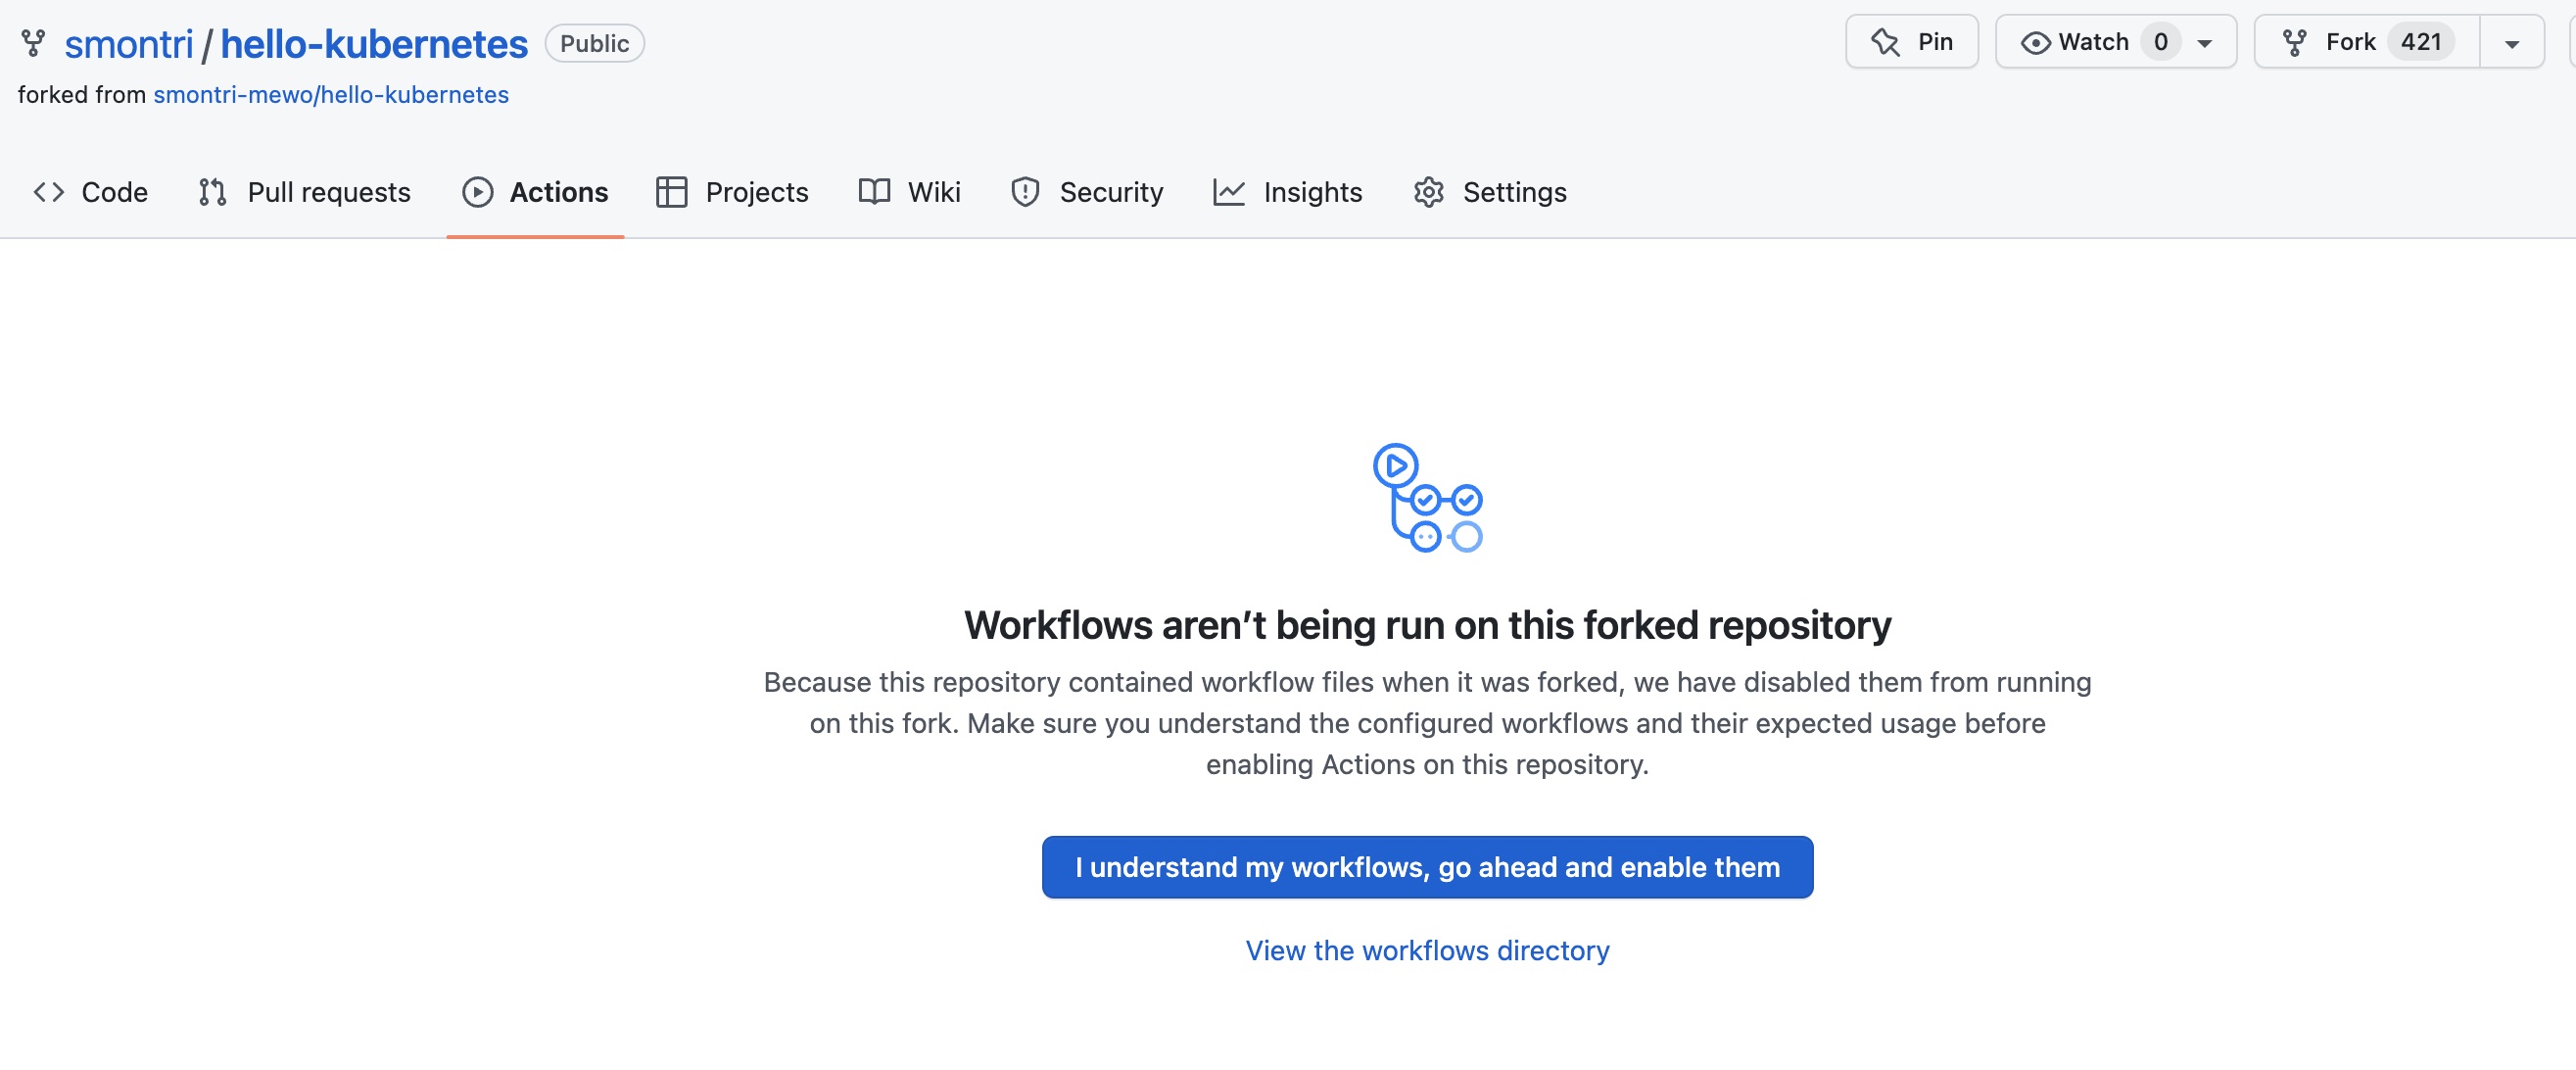 smontri / hello-kubernetes Public Pin Watch 0 Fork 421
forked from smontri-mewo/hello-kubernetes
Code Pull requests Actions Projects Wiki Security Insights Settings
Workflows aren’t being run on this forked repository
Because this repository contained workflow files when it was forked, we have disabled them from running
on this fork. Make sure you understand the configured workflows and their expected usage before
enabling Actions on this repository.
I understand my workflows, go ahead and enable them
View the workflows directory